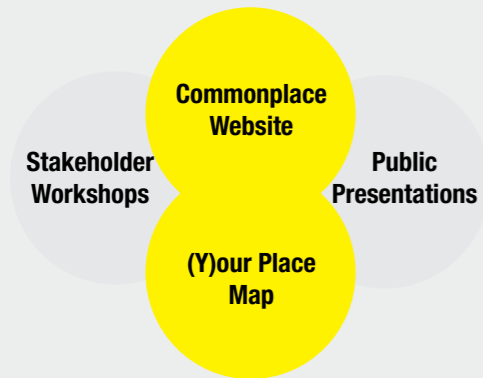 Commonplace
Website
Stakeholder
Workshops
Public
Presentations
(Y)our Place
Map